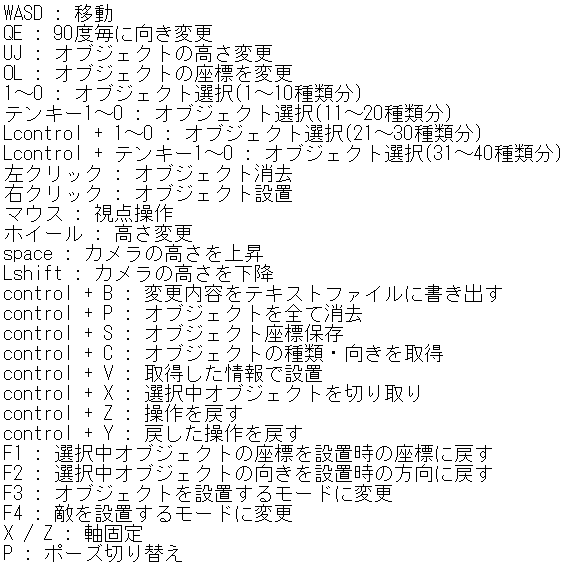 WASD : 移動
QE : 90度毎に向き変更
UJ : オブジェクトの高さ変更
OL : オブジェクトの座標を変更
1～0 : オブジェクト選択(1～10種類分)
テンキー1～0 : オブジェクト選択(11～20種類分)
Lcontrol + 1～0 : オブジェクト選択(21～30種類分)
Lcontrol + テンキー1～0 : オブジェクト選択(31～40種類分)
左クリック : オブジェクト消去
右クリック : オブジェクト設置
マウス : 視点操作
ホイール : 高さ変更
space : カメラの高さを上昇
Lshift : カメラの高さを下降
control + B : 変更内容をテキストファイルに書き出す
control + P : オブジェクトを全て消去
control + S : オブジェクト座標保存
control + C : オブジェクトの種類・向きを取得
control + V : 取得した情報で設置
control + X : 選択中オブジェクトを切り取り
control + Z : 操作を戻す
control + Y : 戻した操作を戻す
F1 : 選択中オブジェクトの座標を設置時の座標に戻す
F2 : 選択中オブジェクトの向きを設置時の方向に戻す
F3 : オブジェクトを設置するモードに変更
F4 : 敵を設置するモードに変更
X / Z : 軸固定
P : ポーズ切り替え